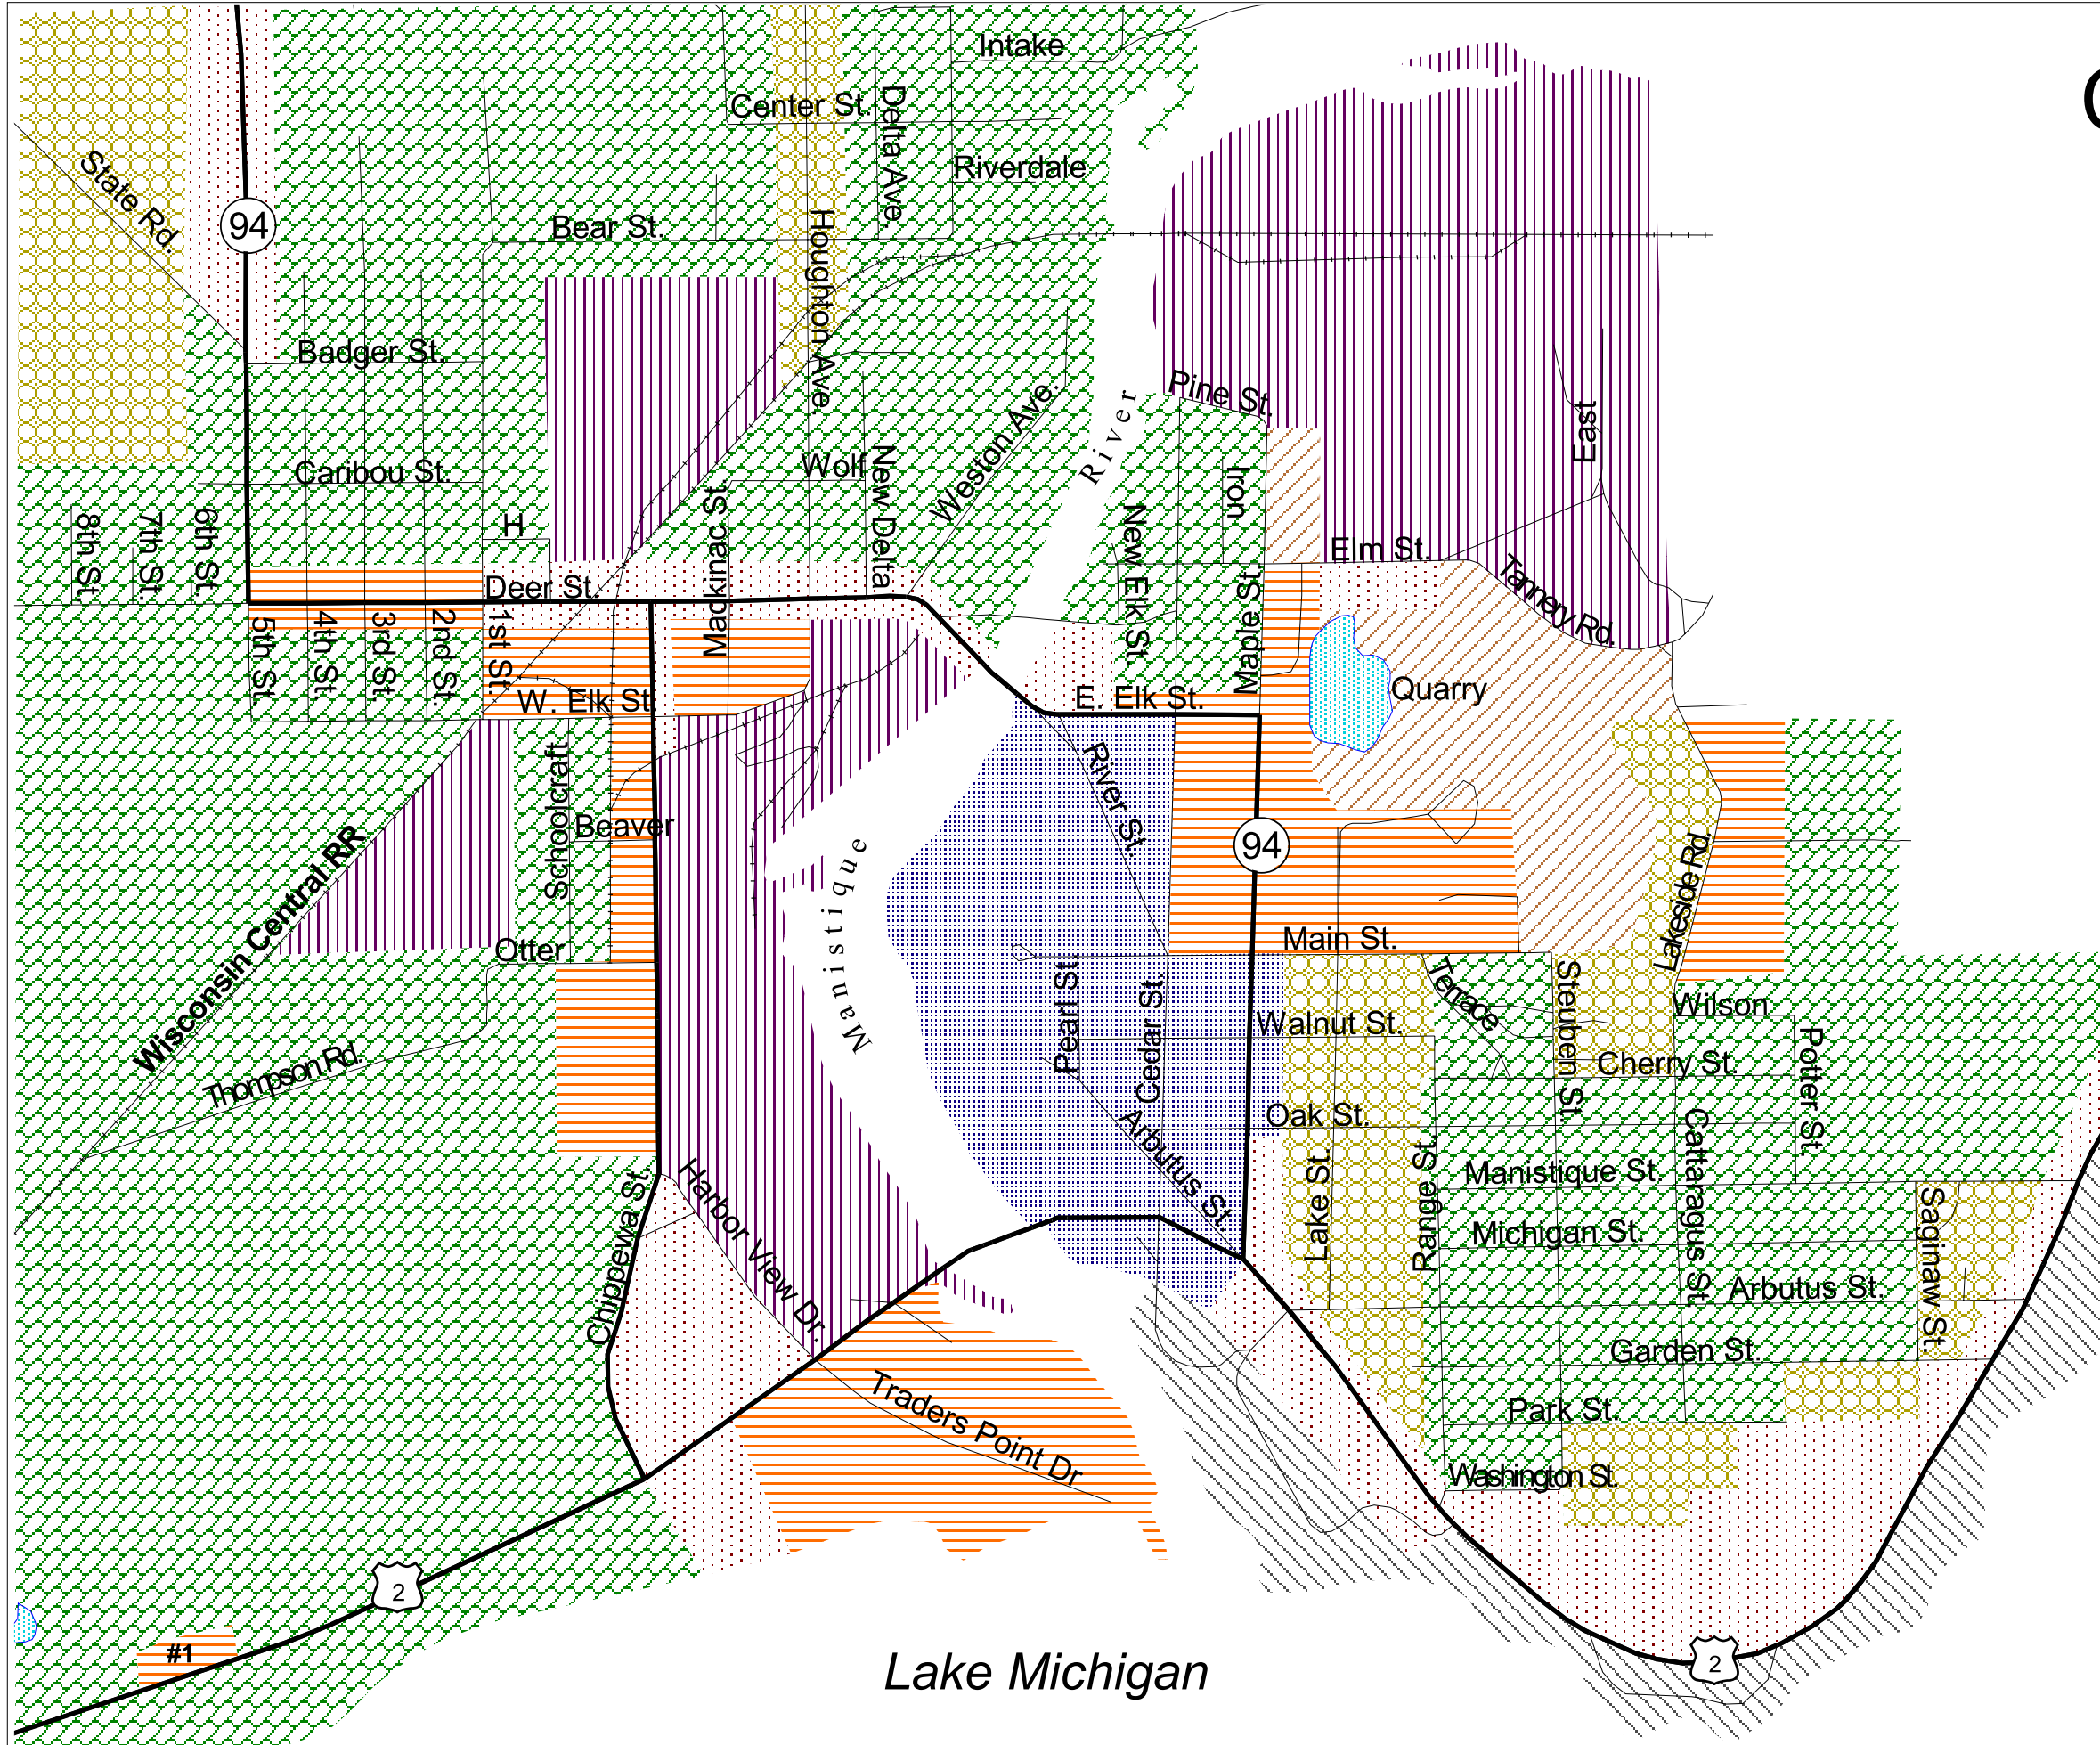 Intake
Center St.
Delta Ave.
Riverdale
State Rd.
94
Bear St.
Houghton Ave.
Badger St.
Pine St.
Weston Ave.
River
East
Caribou St.
Wolf
New Delta
Iron
8th St.
7th St.
6th St.
H
Mackinac St.
New Elk St.
Elm St.
Tannery Rd.
Deer St.
Maple St.
5th St.
4th St.
3rd St.
2nd St.
1st St.
W. Elk St.
E. Elk St.
Quarry
Schoolcraft
Beaver
River St.
94
Manistique
Lakeside Rd.
Wisconsin Central RR
Otter
Main St.
Terrace
Steuben St.
Wilson
Pearl St.
Cedar St.
Walnut St.
Cherry St.
Potter St.
Thompson Rd.
Arbutus St.
Oak St.
Lake St.
Range St.
Manistique St.
Cattaragus St.
Chippewa St.
Harbor View Dr.
Michigan St.
Saginaw St.
Arbutus St.
Garden St.
Traders Point Dr
Park St.
Washington St.
2
#1
Lake Michigan
2